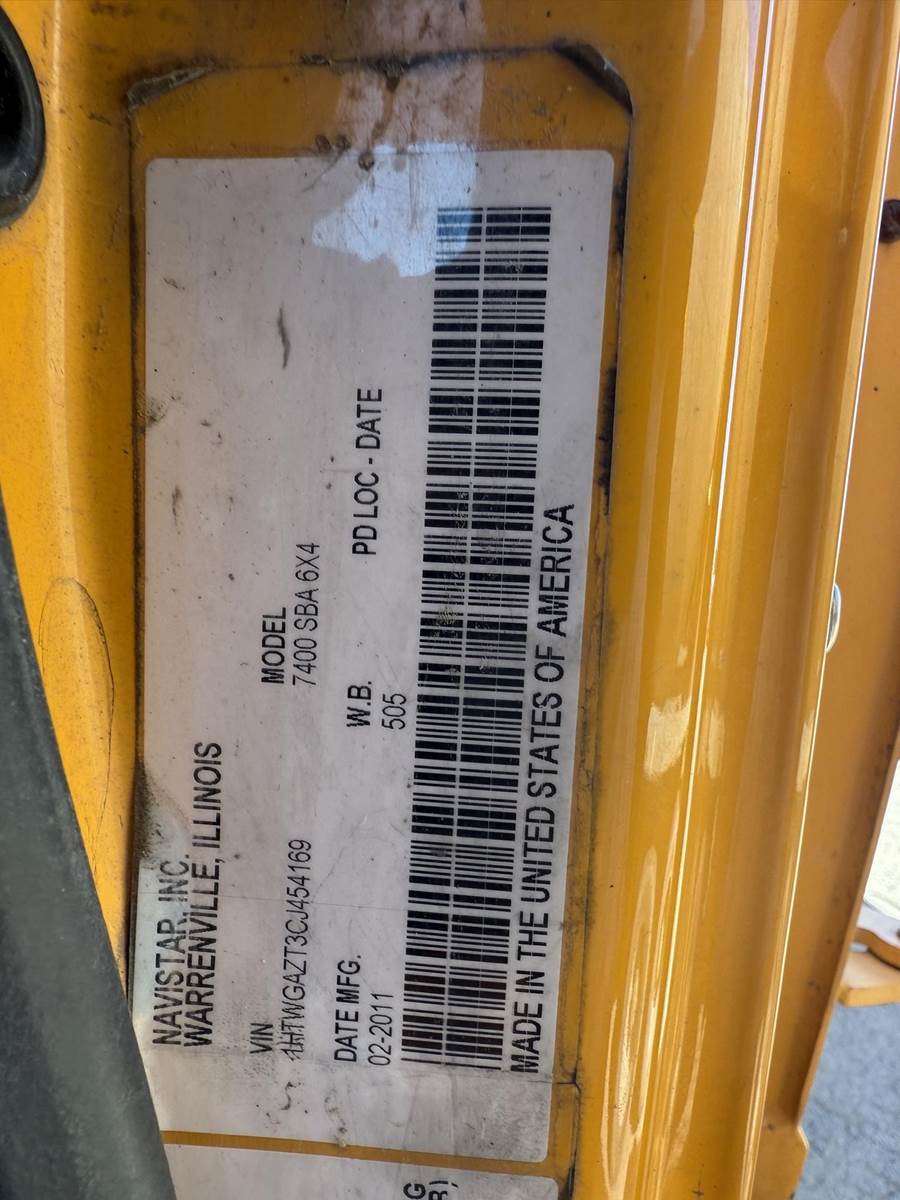 NAVISTAR, INC.
WARRENVILLE, ILLINOIS
VIN MODEL
1HTWGAZT3CJ454169 7400 SBA 6X4
DATE MFG. W.B. PD LOC - DATE
02-2011 505
MADE IN THE UNITED STATES OF AMERICA